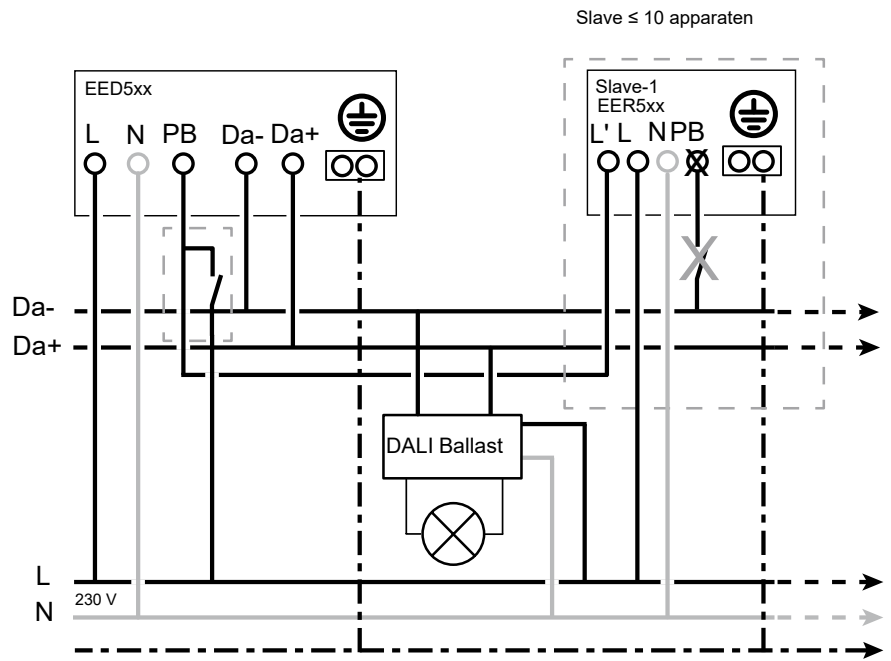 Slave ≤ 10 apparaten
EED5xx
L N PB Da- Da+
Slave-1
EER5xx
L' L N PB
Da-
Da+
DALI Ballast
L
230 V
N